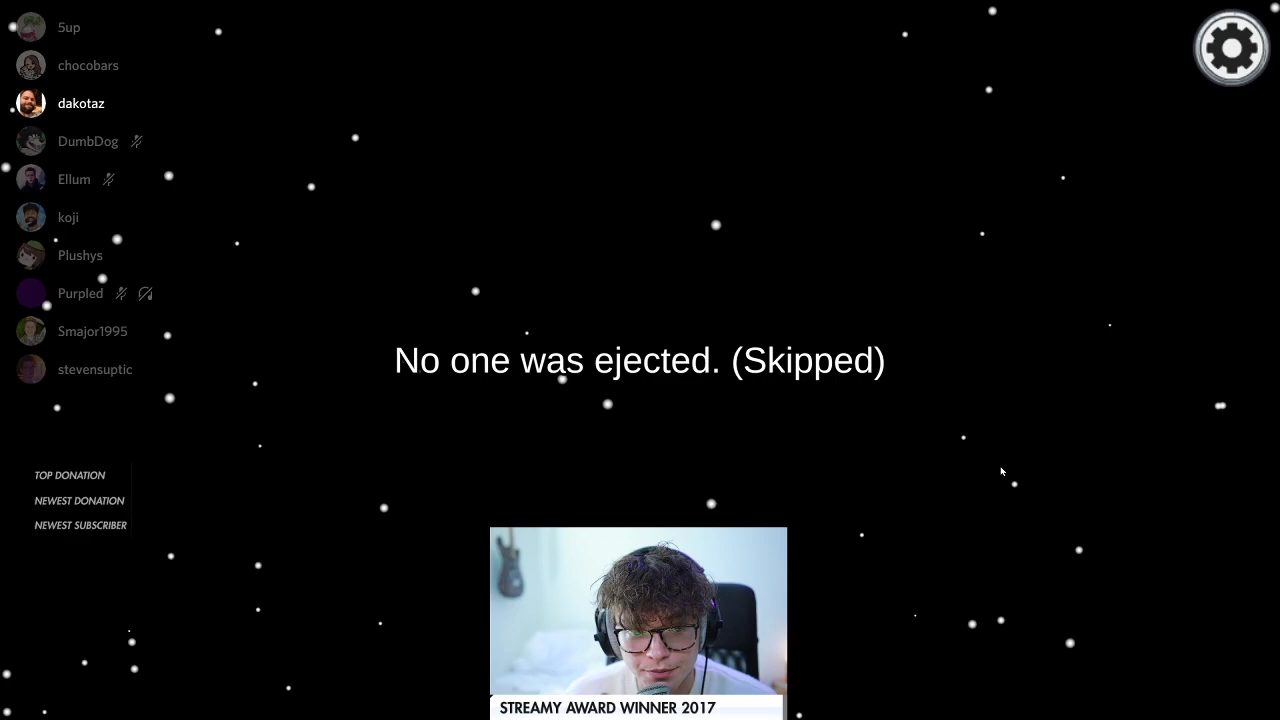 5up
chocobars
dakotaz
DumbDog
Ellum
koji
Plushys
Purpled
Smajor1995
stevensuptic
No one was ejected. (Skipped)
TOP DONATION
NEWEST DONATION
NEWEST SUBSCRIBER
STREAMY AWARD WINNER 2017